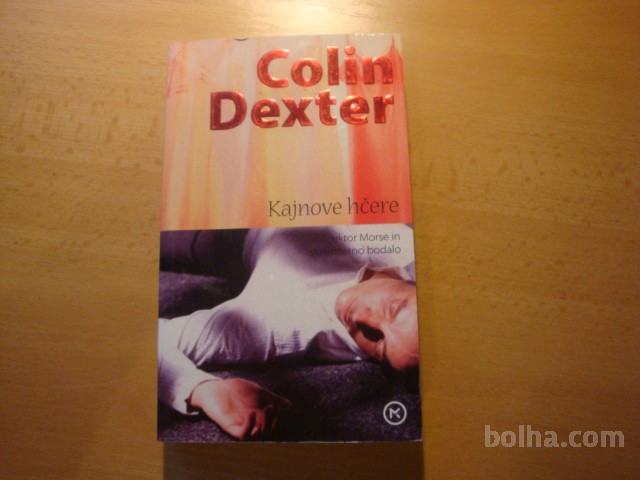 Colin
Dexter
Kajnove hčere
Morse in
bodalo
bolha.com